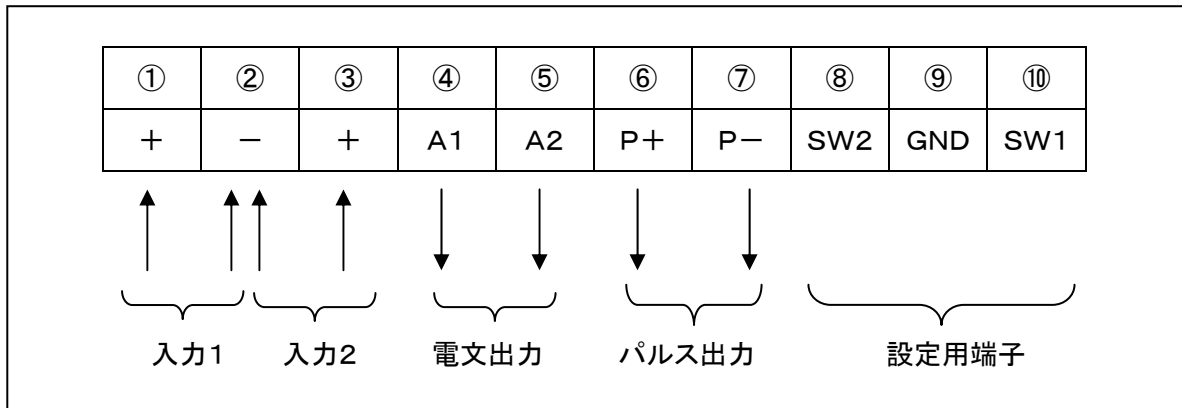 ① ② ③ ④ ⑤ ⑥ ⑦ ⑧ ⑨ ⑩
＋ － ＋ A1 A2 P＋ P－ SW2 GND SW1
入力1 入力2 電文出力 パルス出力 設定用端子